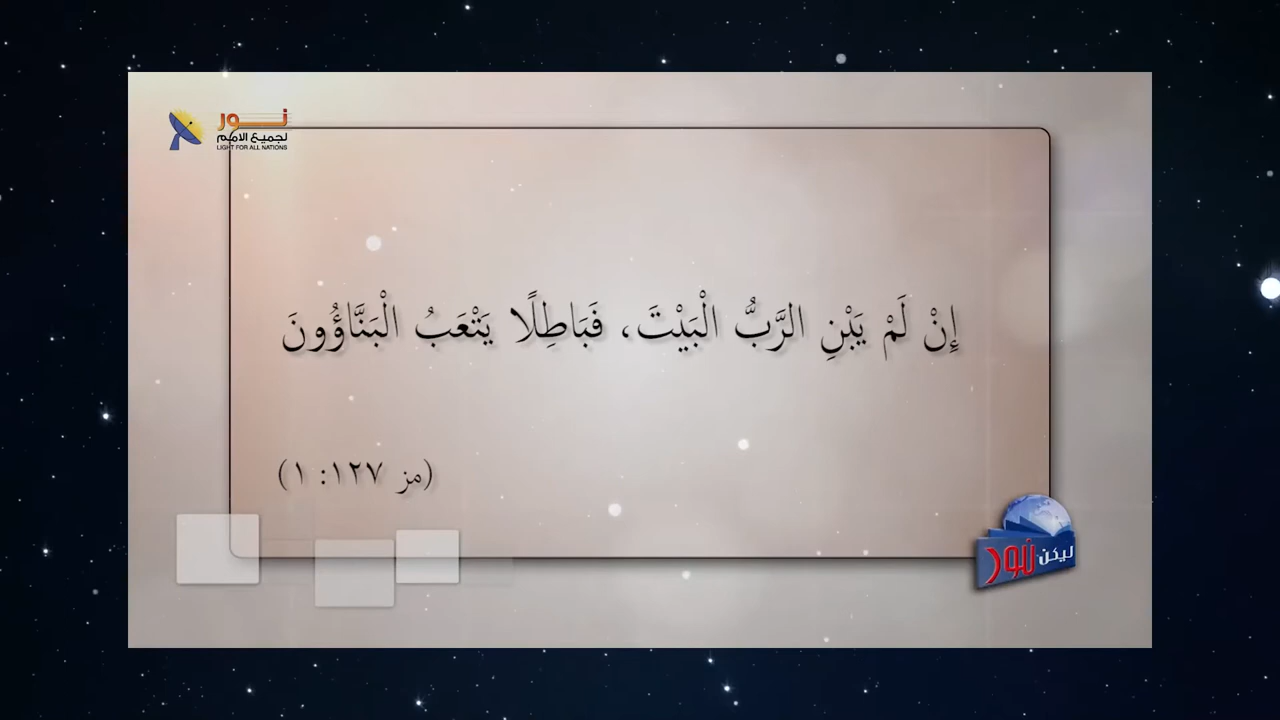 نور
لجميع الامم
LIGHT FOR ALL NATIONS
إِنْ لَمْ يَبْنِ الرَّبُّ الْبَيْتَ، فَبَاطِلًا يَتْعَبُ الْبَنَّاؤُونَ
(مز ١٢٧: ١)
ليكن نور